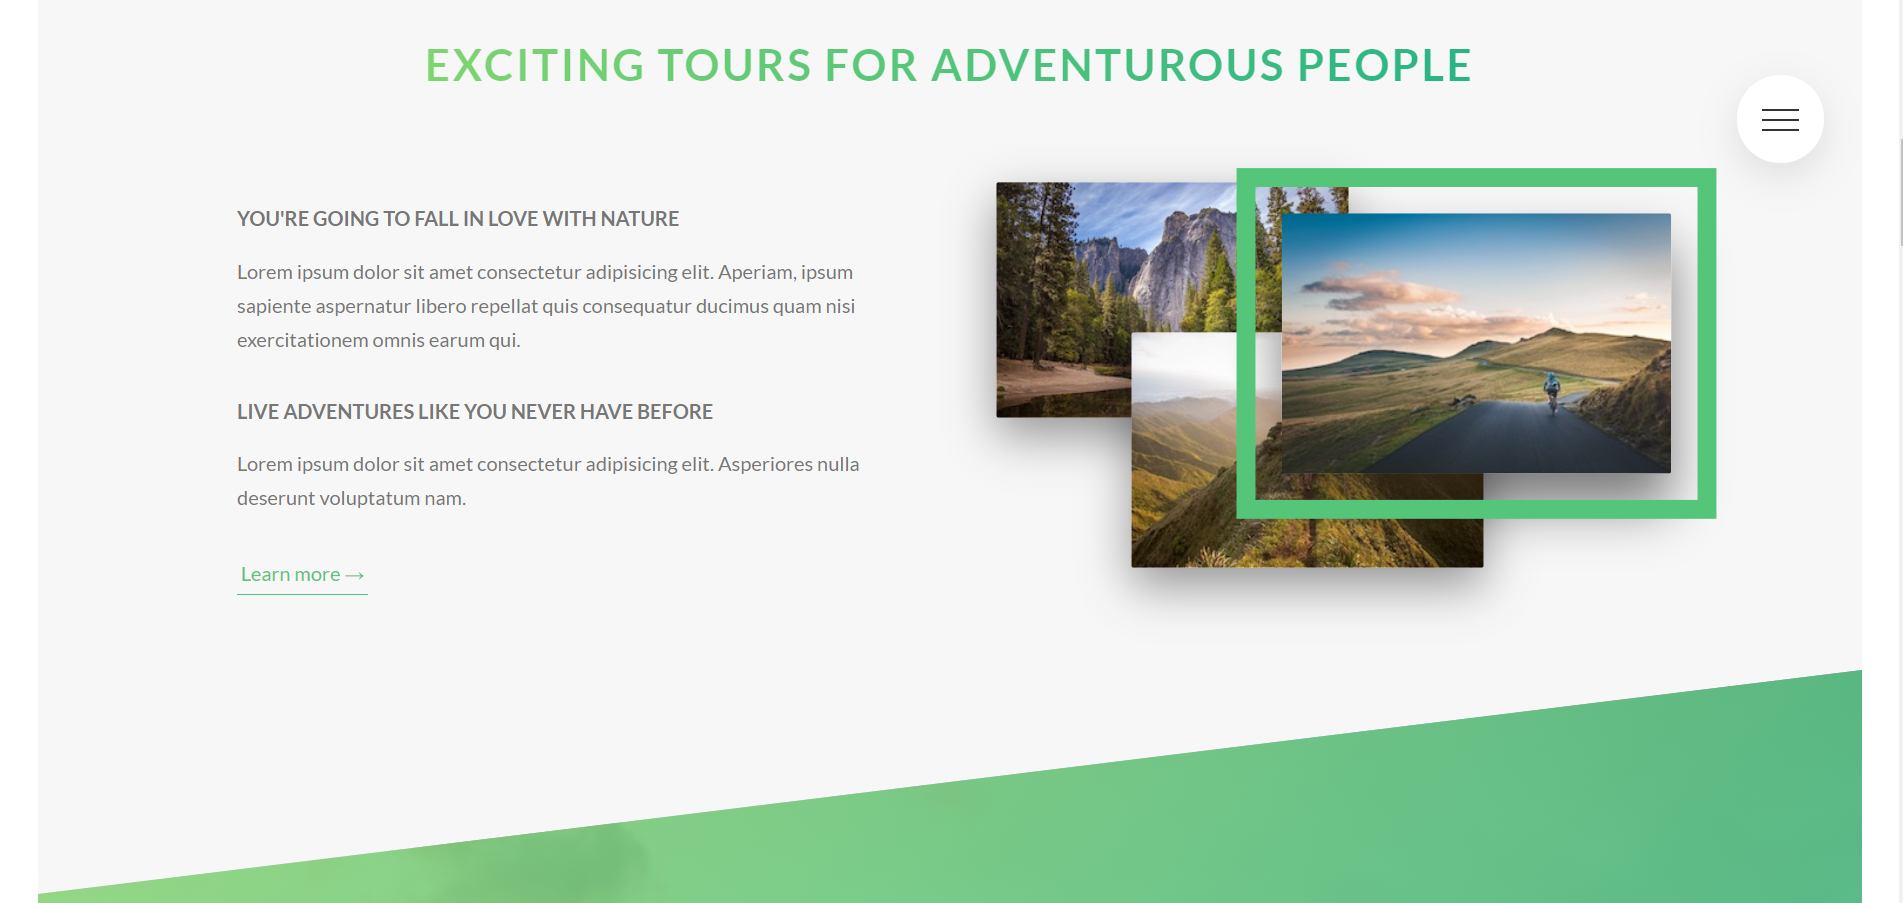 EXCITING TOURS FOR ADVENTUROUS PEOPLE
YOU'RE GOING TO FALL IN LOVE WITH NATURE
Lorem ipsum dolor sit amet consectetur adipisicing elit. Aperiam, ipsum
sapiente aspernatur libero repellat quis consequatur ducimus quam nisi
exercitationem omnis earum qui.
LIVE ADVENTURES LIKE YOU NEVER HAVE BEFORE
Lorem ipsum dolor sit amet consectetur adipisicing elit. Asperiores nulla
deserunt voluptatum nam.
Learn more →